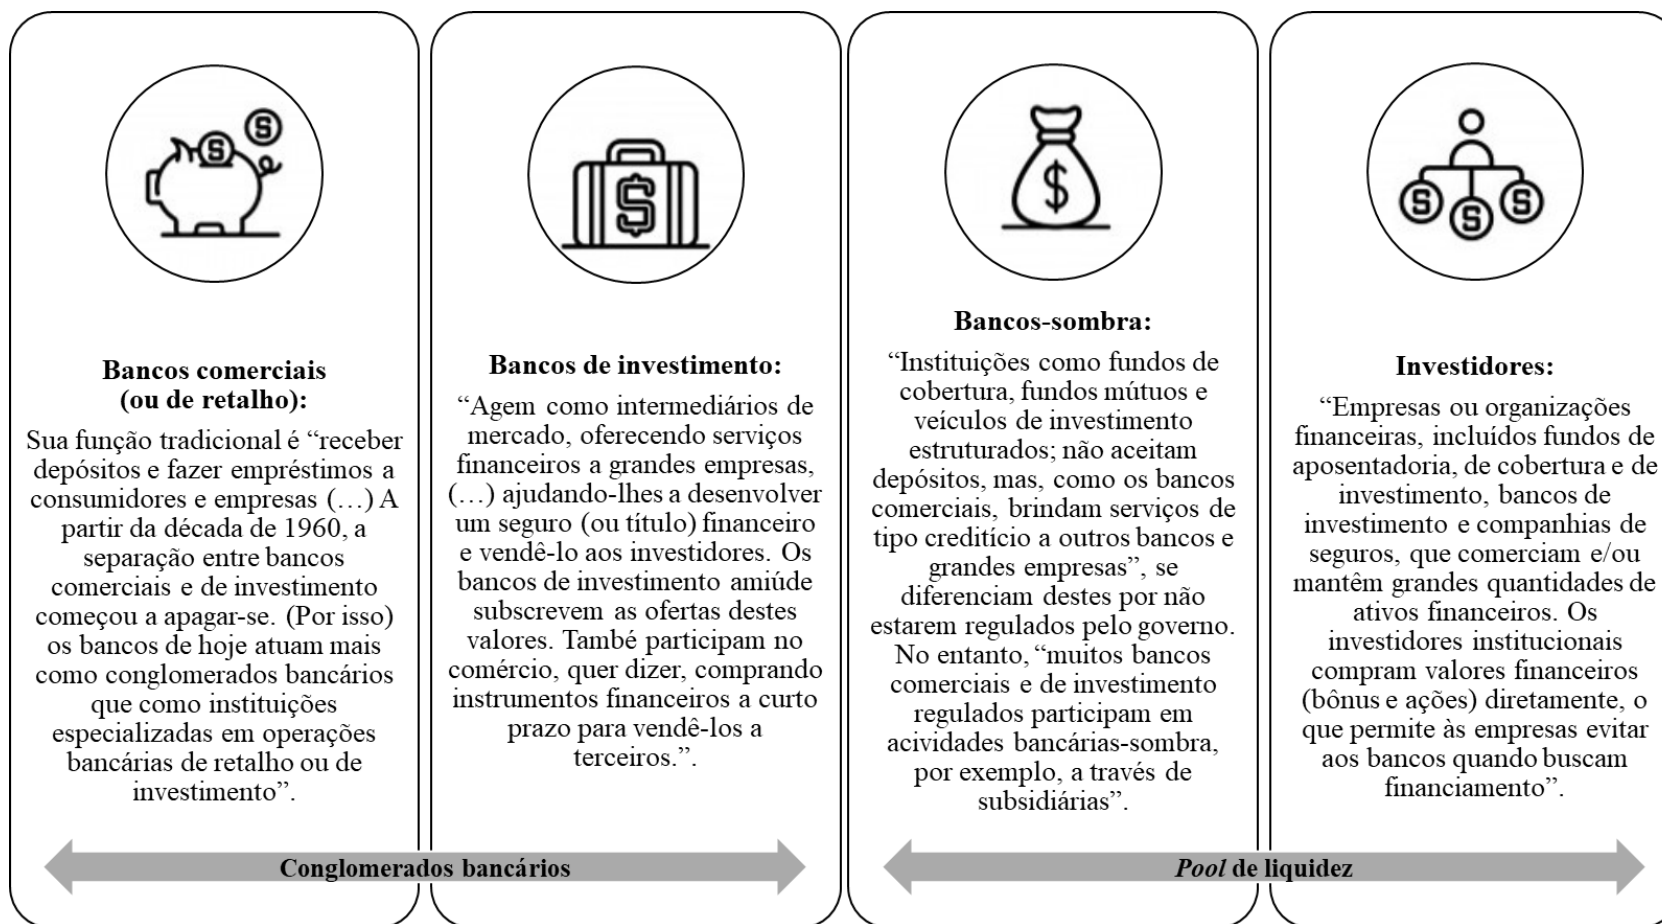 S
S
Bancos comerciais
(ou de retalho):
Sua função tradicional é “receber
depósitos e fazer empréstimos a
consumidores e empresas (…) A
partir da década de 1960, a
separação entre bancos
comerciais e de investimento
começou a apagar-se. (Por isso)
os bancos de hoje atuam mais
como conglomerados bancários
que como instituições
especializadas em operações
bancárias de retalho ou de
investimento”.
$
Bancos de investimento:
“Agem como intermediários de
mercado, oferecendo serviços
financeiros a grandes empresas,
(…) ajudando-lhes a desenvolver
um seguro (ou título) financeiro
e vendê-lo aos investidores. Os
bancos de investimento amiúde
subscrevem as ofertas destes
valores. També participam no
comércio, quer dizer, comprando
instrumentos financeiros a curto
prazo para vendê-los a
terceiros.”.
Conglomerados bancários
$
Bancos-sombra:
“Instituições como fundos de
cobertura, fundos mútuos e
veículos de investimento
estruturados; não aceitam
depósitos, mas, como os bancos
comerciais, brindam serviços de
tipo creditício a outros bancos e
grandes empresas”, se
diferenciam destes por não
estarem regulados pelo governo.
No entanto, “muitos bancos
comerciais e de investimento
regulados participam em
actividades bancárias-sombra,
por exemplo, a través de
subsidiárias”.
S S S
Investidores:
“Empresas ou organizações
financeiras, incluídos fundos de
aposentadoria, de cobertura e de
investimento, bancos de
investimento e companhias de
seguros, que comerciam e/ou
mantêm grandes quantidades de
ativos financeiros. Os
investidores institucionais
compram valores financeiros
(bônus e ações) diretamente, o
que permite às empresas evitar
aos bancos quando buscam
financiamento”.
Pool de liquidez